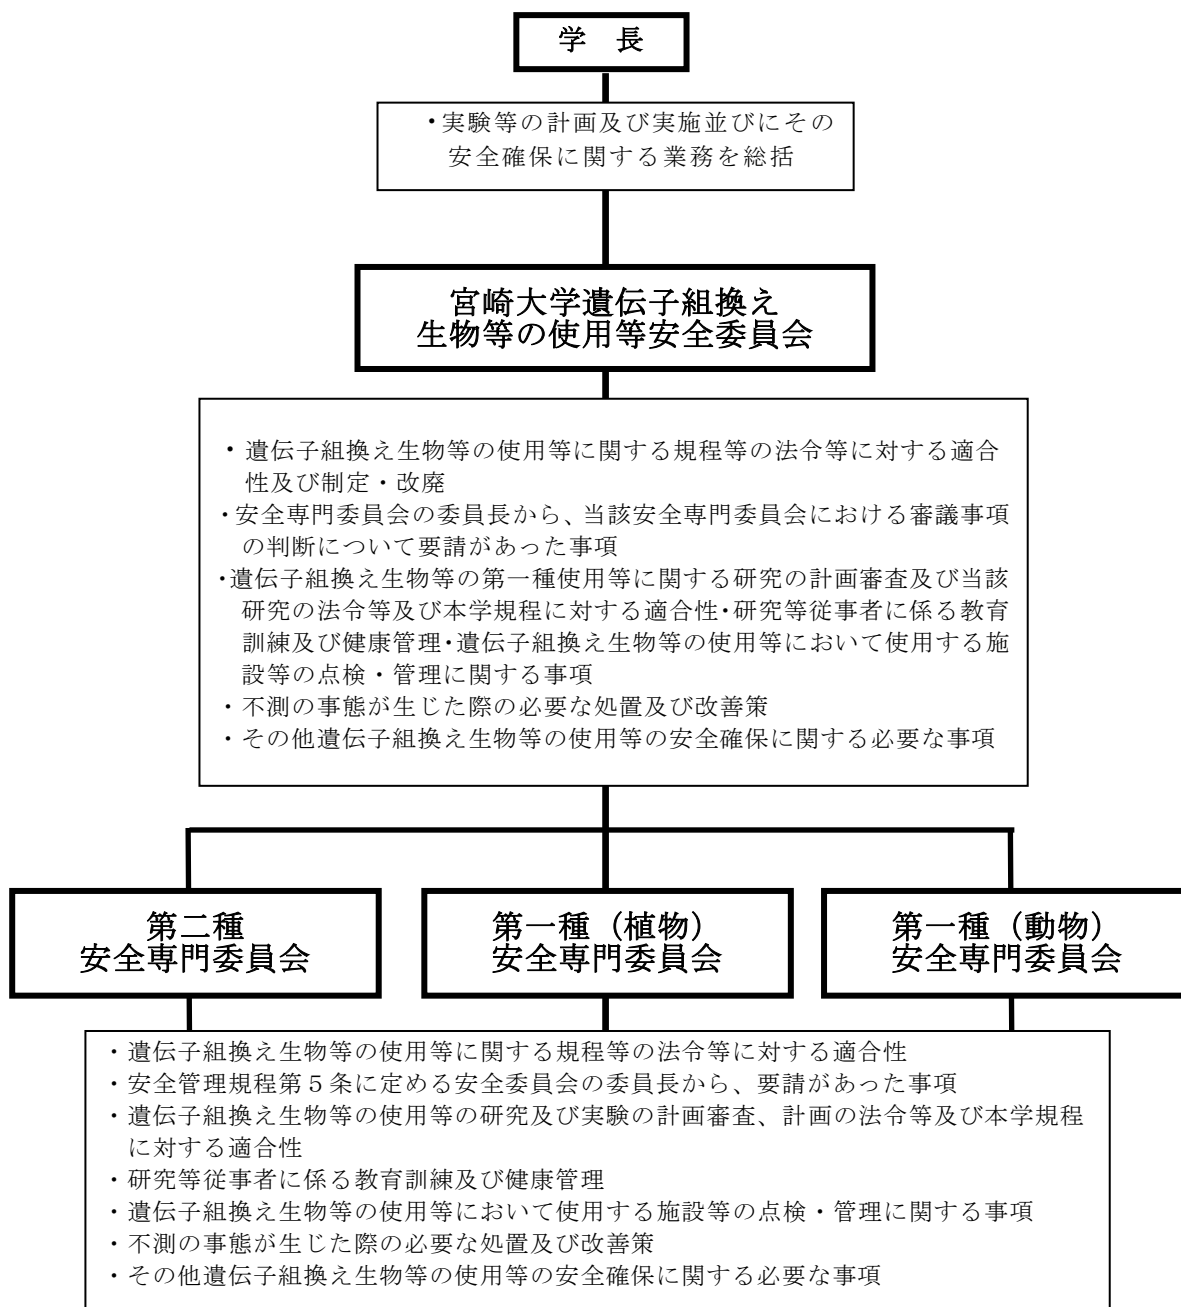 学　長
・実験等の計画及び実施並びにその
安全確保に関する業務を総括
宮崎大学遺伝子組換え
生物等の使用等安全委員会
・遺伝子組換え生物等の使用等に関する規程等の法令等に対する適合
性及び制定・改廃
・安全専門委員会の委員長から、当該安全専門委員会における審議事項
の判断について要請があった事項
・遺伝子組換え生物等の第一種使用等に関する研究の計画審査及び当該
研究の法令等及び本学規程に対する適合性・研究等従事者に係る教育
訓練及び健康管理・遺伝子組換え生物等の使用等において使用する施
設等の点検・管理に関する事項
・不測の事態が生じた際の必要な処置及び改善策
・その他遺伝子組換え生物等の使用等の安全確保に関する必要な事項
第二種
安全専門委員会
第一種（植物）
安全専門委員会
第一種（動物）
安全専門委員会
・遺伝子組換え生物等の使用等に関する規程等の法令等に対する適合性
・安全管理規程第５条に定める安全委員会の委員長から、要請があった事項
・遺伝子組換え生物等の使用等の研究及び実験の計画審査、計画の法令等及び本学規程
に対する適合性
・研究等従事者に係る教育訓練及び健康管理
・遺伝子組換え生物等の使用等において使用する施設等の点検・管理に関する事項
・不測の事態が生じた際の必要な処置及び改善策
・その他遺伝子組換え生物等の使用等の安全確保に関する必要な事項